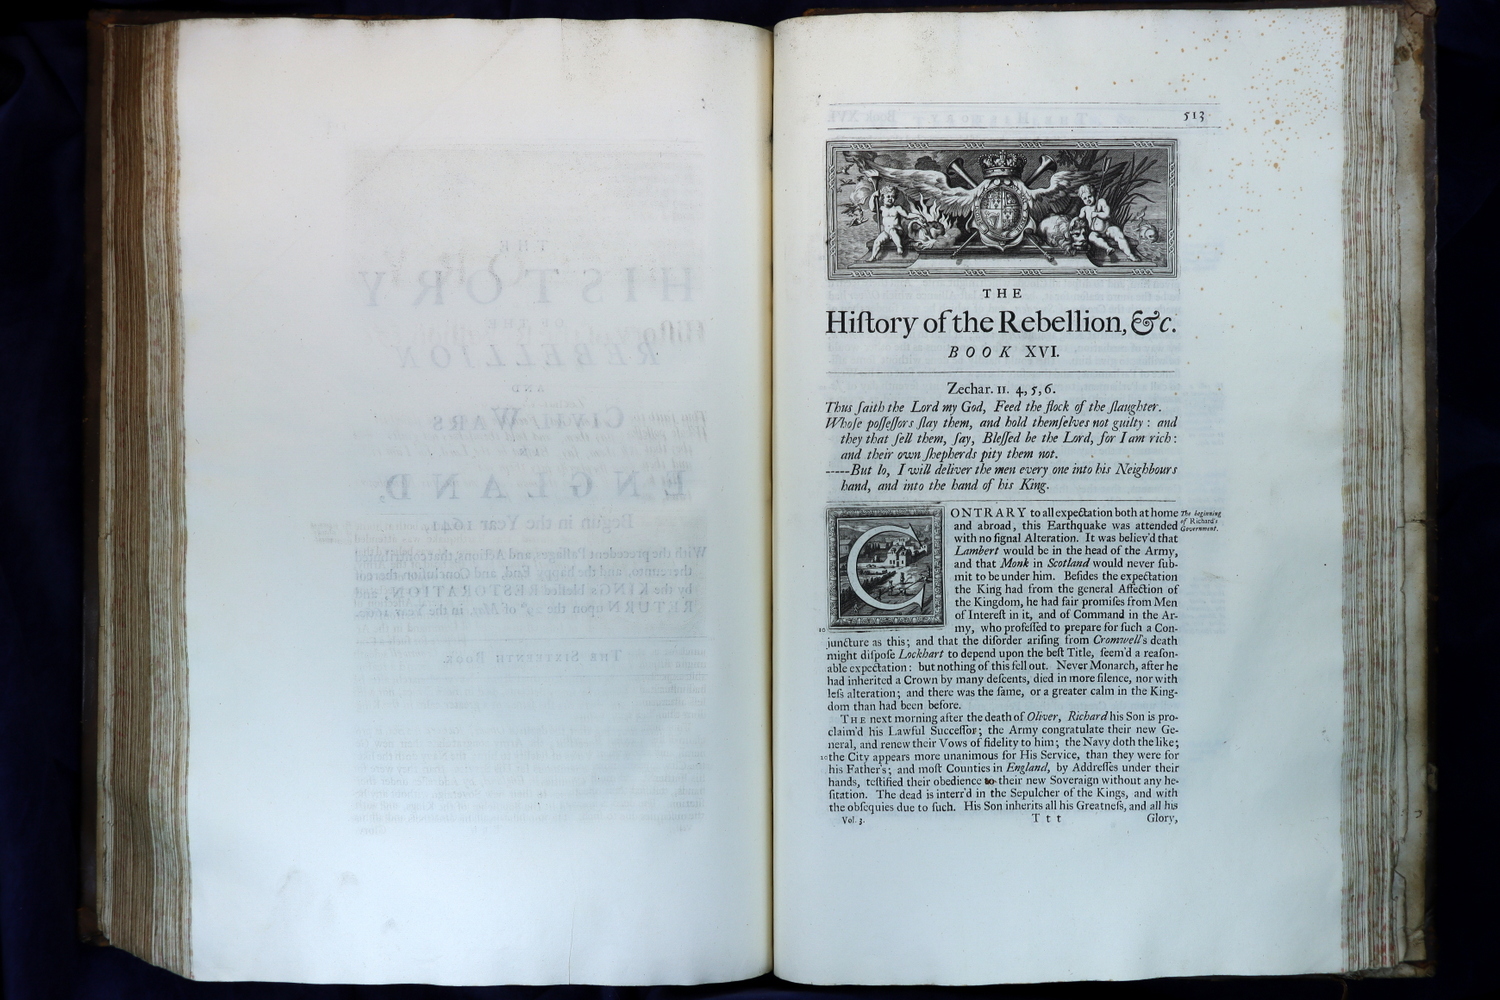 513
THE
Hiſtory of the Rebellion, &c.
BOOK XVI.
Zechar. II. 4, 5, 6.
Thus ſaith the Lord my God, Feed the flock of the ſlaughter.
Whoſe poſſeſſors ſlay them, and hold themſelves not guilty : and
they that ſell them, ſay, Bleſſed be the Lord, for I am rich :
and their own ſhepherds pity them not.
-----But lo, I will deliver the men every one into his Neighbours
hand, and into the hand of his King.
CONTRARY to all expectation both at home
The beginning
of Richard's
Government.
and abroad, this Earthquake was attended
with no ſignal Alteration. It was believ'd that
Lambert would be in the head of the Army,
and that Monk in Scotland would never ſub-
mit to be under him. Beſides the expectation
the King had from the general Affection of
the Kingdom, he had fair promiſes from Men
of Intereſt in it, and of Command in the Ar-
10 my, who profeſſed to prepare for ſuch a Con-
juncture as this; and that the diſorder ariſing from Cromwell's death
might diſpoſe Lockhart to depend upon the beſt Title, ſeem'd a reaſon-
able expectation : but nothing of this fell out. Never Monarch, after he
had inherited a Crown by many deſcents, died in more ſilence, nor with
leſs alteration; and there was the ſame, or a greater calm in the King-
dom than had been before.
THE next morning after the death of Oliver, Richard his Son is pro-
claim'd his Lawful Succeſſor; the Army congratulate their new Ge-
neral, and renew their Vows of fidelity to him; the Navy doth the like;
the City appears more unanimous for His Service, than they were for
his Father's; and moſt Counties in England, by Addreſſes under their
hands, teſtified their obedience to their new Soveraign without any he-
ſitation. The dead is interr'd in the Sepulcher of the Kings, and with
the obſequies due to ſuch. His Son inherits all his Greatneſs, and all his
Vol. 3. T t t Glory,